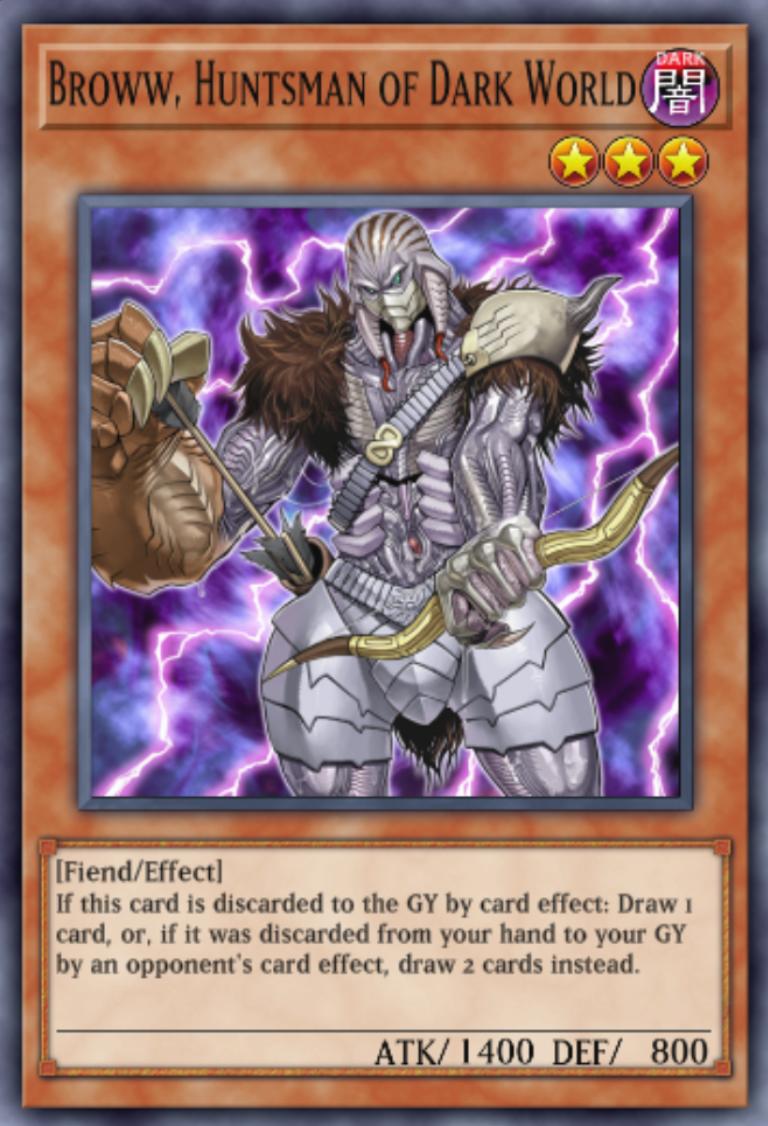 Broww, Huntsman of Dark World
DARK
闇
[Fiend/Effect]
If this card is discarded to the GY by card effect: Draw 1
card, or, if it was discarded from your hand to your GY
by an opponent's card effect, draw 2 cards instead.
ATK/ 1400 DEF/ 800